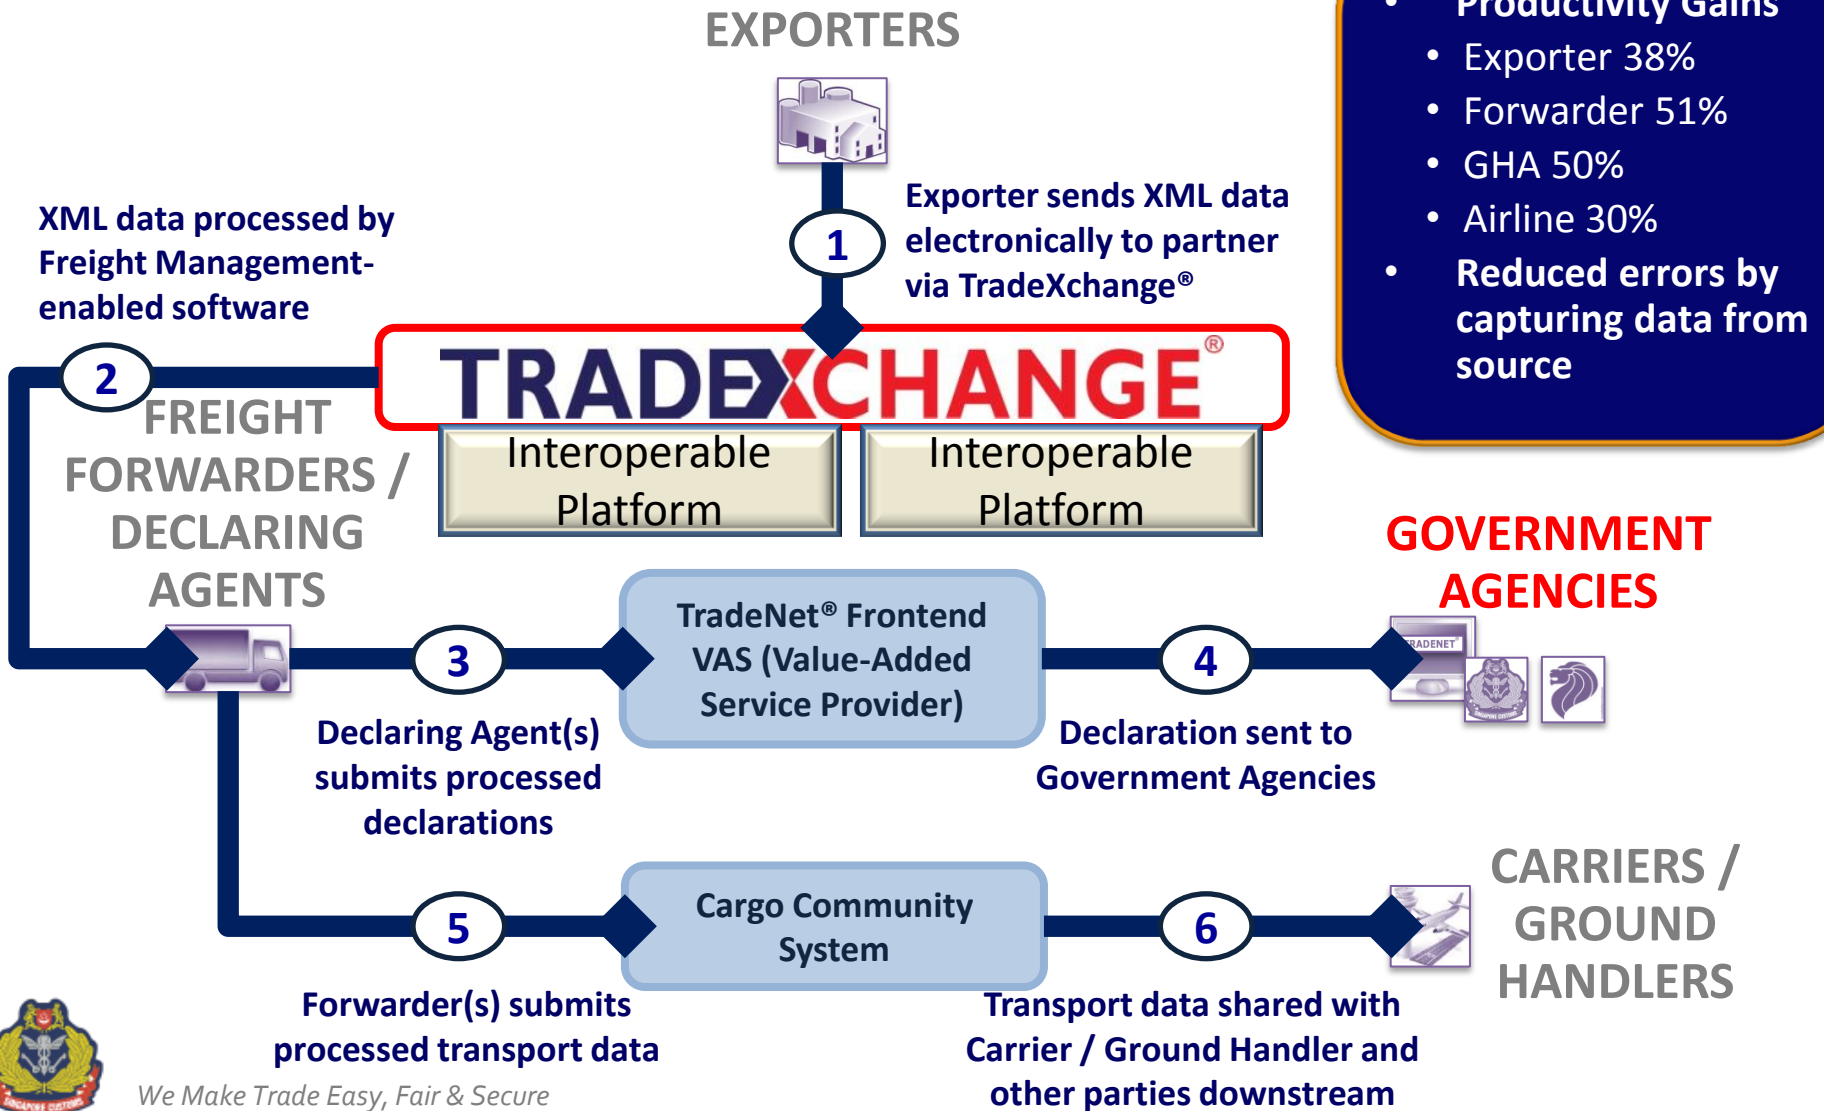 EXPORTERS
Productivity Gains
• Exporter 38%
• Forwarder 51%
• GHA 50%
• Airline 30%
• Reduced errors by
capturing data from
source
1
Exporter sends XML data
electronically to partner
via TradeXchange®
XML data processed by
Freight Management-
enabled software
2
TRADEXCHANGE®
Interoperable
Platform
Interoperable
Platform
FREIGHT
FORWARDERS /
DECLARING
AGENTS
3
Declaring Agent(s)
submits processed
declarations
TradeNet® Frontend
VAS (Value-Added
Service Provider)
4
Declaration sent to
Government Agencies
GOVERNMENT
AGENCIES
TRADENET
SINGAPORE CUSTOMS
5
Forwarder(s) submits
processed transport data
Cargo Community
System
6
Transport data shared with
Carrier / Ground Handler and
other parties downstream
CARRIERS /
GROUND
HANDLERS
SINGAPORE CUSTOMS
We Make Trade Easy, Fair & Secure